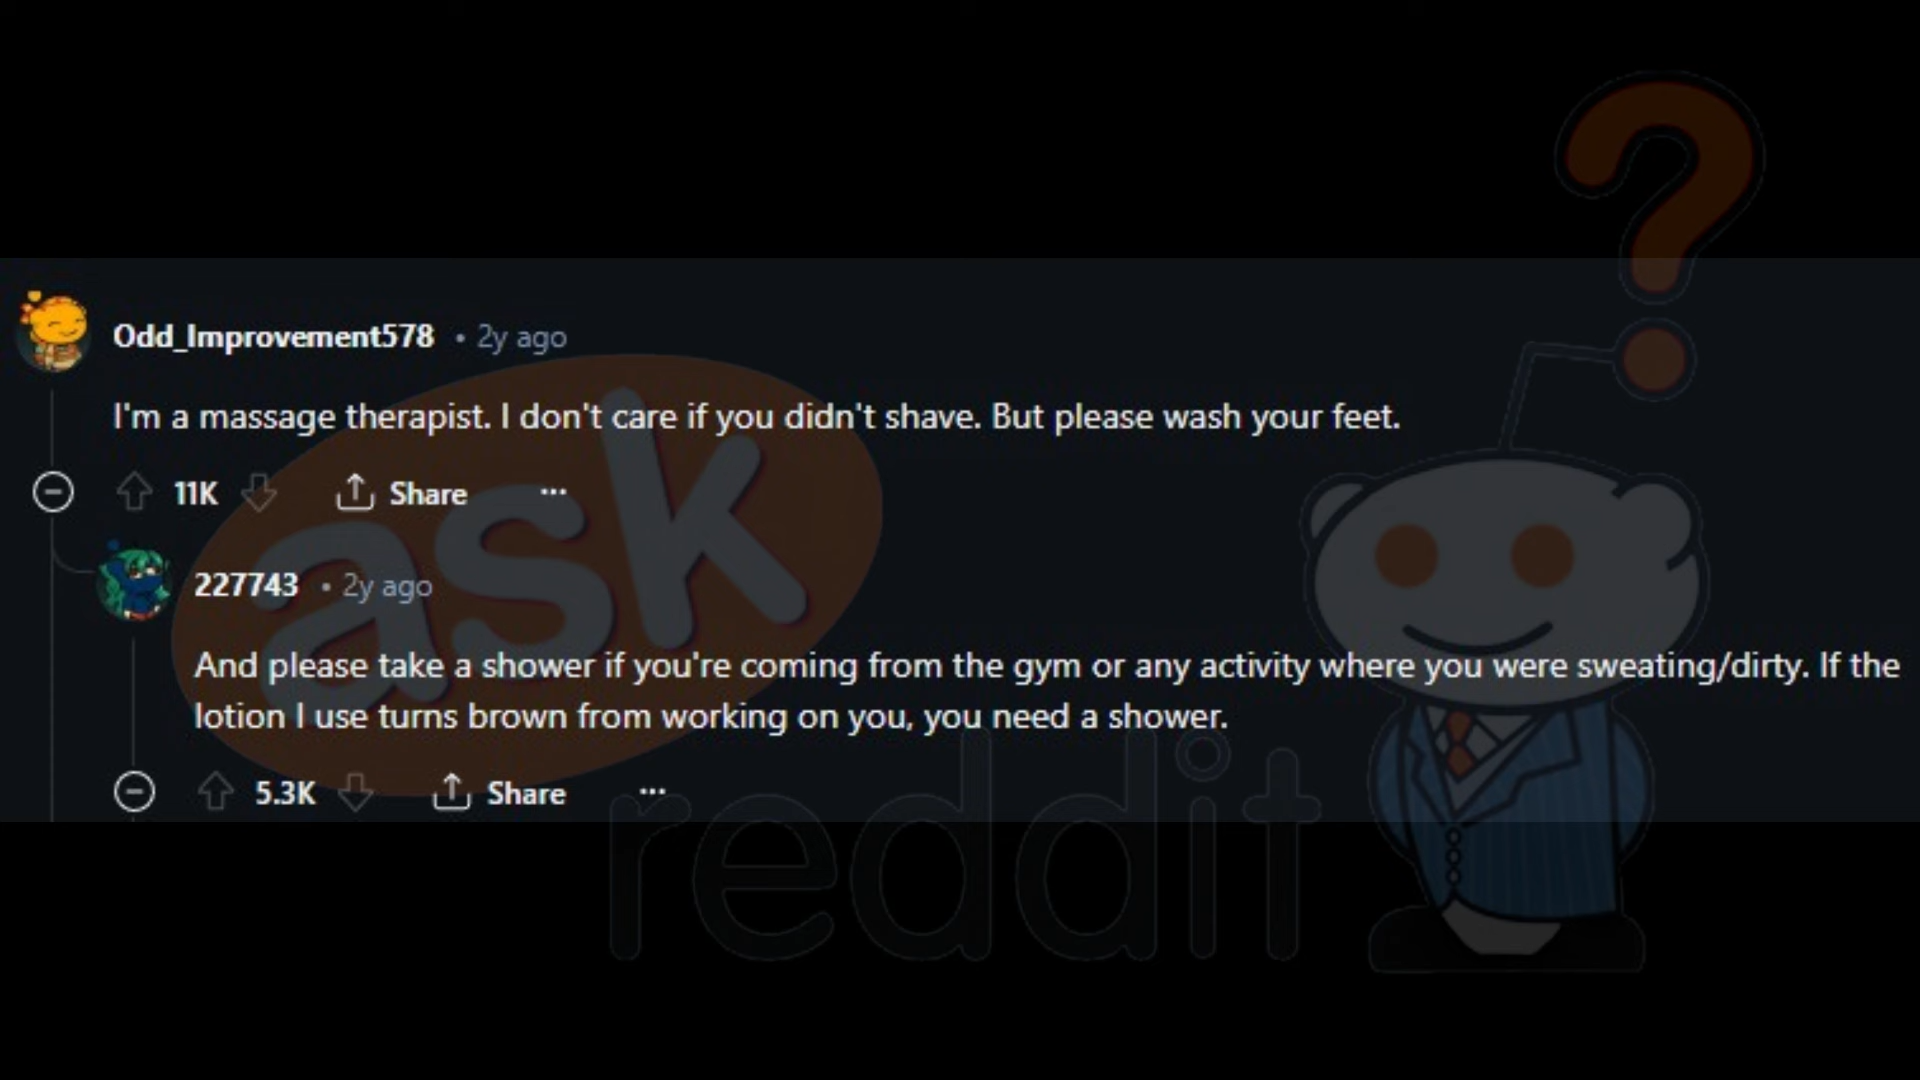 Odd_Improvement578 • 2y ago
I'm a massage therapist. I don't care if you didn't shave. But please wash your feet.
11K Share ...
227743 • 2y ago
And please take a shower if you're coming from the gym or any activity where you were sweating/dirty. If the
lotion I use turns brown from working on you, you need a shower.
5.3K Share ...
ask
reddit
?